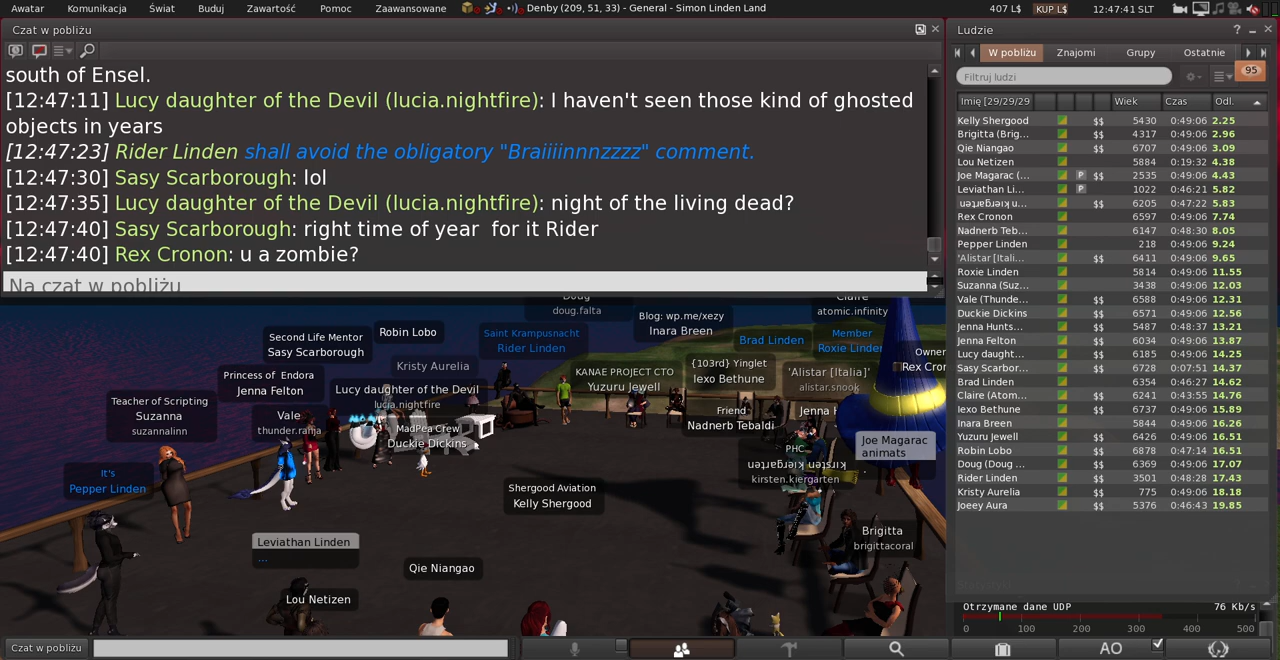 Awatar Komunikacja Świat Buduj Zawartość Pomoc Zaawansowane Denby (209, 51, 33) - General - Simon Linden Land 407 L$ KUP L$ 12:47:41 SLT
Czat w pobliżu
south of Ensel.
[12:47:11] Lucy daughter of the Devil (lucia.nightfire): I haven't seen those kind of ghosted
objects in years
[12:47:23] Rider Linden shall avoid the obligatory "Braiiiinnnzzzz" comment.
[12:47:30] Sasy Scarborough: lol
[12:47:35] Lucy daughter of the Devil (lucia.nightfire): night of the living dead?
[12:47:40] Sasy Scarborough: right time of year  for it Rider
[12:47:40] Rex Cronon: u a zombie?
Na czat w pobliżu
Doug
doug.falta
Claire
atomic.infinity
Blog: wp.me/xezy
Inara Breen
Second Life Mentor
Sasy Scarborough
Robin Lobo
Saint Krampusnacht
Rider Linden
Brad Linden
Member
Roxie Linden
Owner
Rex Cron
Kristy Aurelia
Princess of Endora
Jenna Felton
KANAE PROJECT CTO
Yuzuru Jewell
{103rd} Yinglet
Iexo Bethune
'Alistar [Italia]'
alistar.snook
Lucy daughter of the Devil
lucia.nightfire
Teacher of Scripting
Suzanna
suzannalinn
Vale
thunder.ranja
MadPea Crew
Duckie Dickins
Friend
Nadnerb Tebaldi
Jenna H
Joe Magarac
animats
PHC
kirsten.kiergarten
It's
Pepper Linden
Shergood Aviation
Kelly Shergood
Brigitta
brigittacoral
Leviathan Linden
...
Qie Niangao
Lou Netizen
Czat w pobliżu
AO
Ludzie
W pobliżu Znajomi Grupy Ostatnie
Filtruj ludzi 95
Imię [29/29/29 Wiek Czas Odl.
Kelly Shergood $$ 5430 0:49:06 2.25
Brigitta (Brig... $$ 4317 0:49:06 2.96
Qie Niangao $$ 6707 0:49:06 3.09
Lou Netizen 5884 0:19:32 4.38
Joe Magarac (... P $$ 2535 0:49:06 4.43
Leviathan Li... P 1022 0:46:21 5.82
$$ 6205 0:47:22 5.83
Rex Cronon 6597 0:49:06 7.74
Nadnerb Teb... 6147 0:48:30 8.05
Pepper Linden 218 0:49:06 9.24
'Alistar [Itali... $$ 6411 0:49:06 9.65
Roxie Linden 5814 0:49:06 11.55
Suzanna (Suz... 3438 0:49:06 12.03
Vale (Thunde... $$ 6588 0:49:06 12.31
Duckie Dickins $$ 6571 0:49:06 12.56
Jenna Hunts... $$ 5487 0:48:37 13.21
Jenna Felton $$ 6034 0:49:06 13.87
Lucy daught... $$ 6185 0:49:06 14.25
Sasy Scarbor... $$ 6728 0:07:51 14.37
Brad Linden 6354 0:46:27 14.62
Claire (Atom... $$ 6241 0:43:55 14.76
Iexo Bethune $$ 6737 0:49:06 15.89
Inara Breen 5844 0:49:06 16.26
Yuzuru Jewell $$ 6426 0:49:06 16.51
Robin Lobo $$ 6878 0:47:14 16.51
Doug (Doug ... $$ 6369 0:49:06 17.07
Rider Linden $$ 3501 0:48:28 17.43
Kristy Aurelia $$ 775 0:49:06 18.18
Joeey Aura $$ 5376 0:46:43 19.85
Otrzymane dane UDP 76 Kb/s
0 100 200 300 400 500